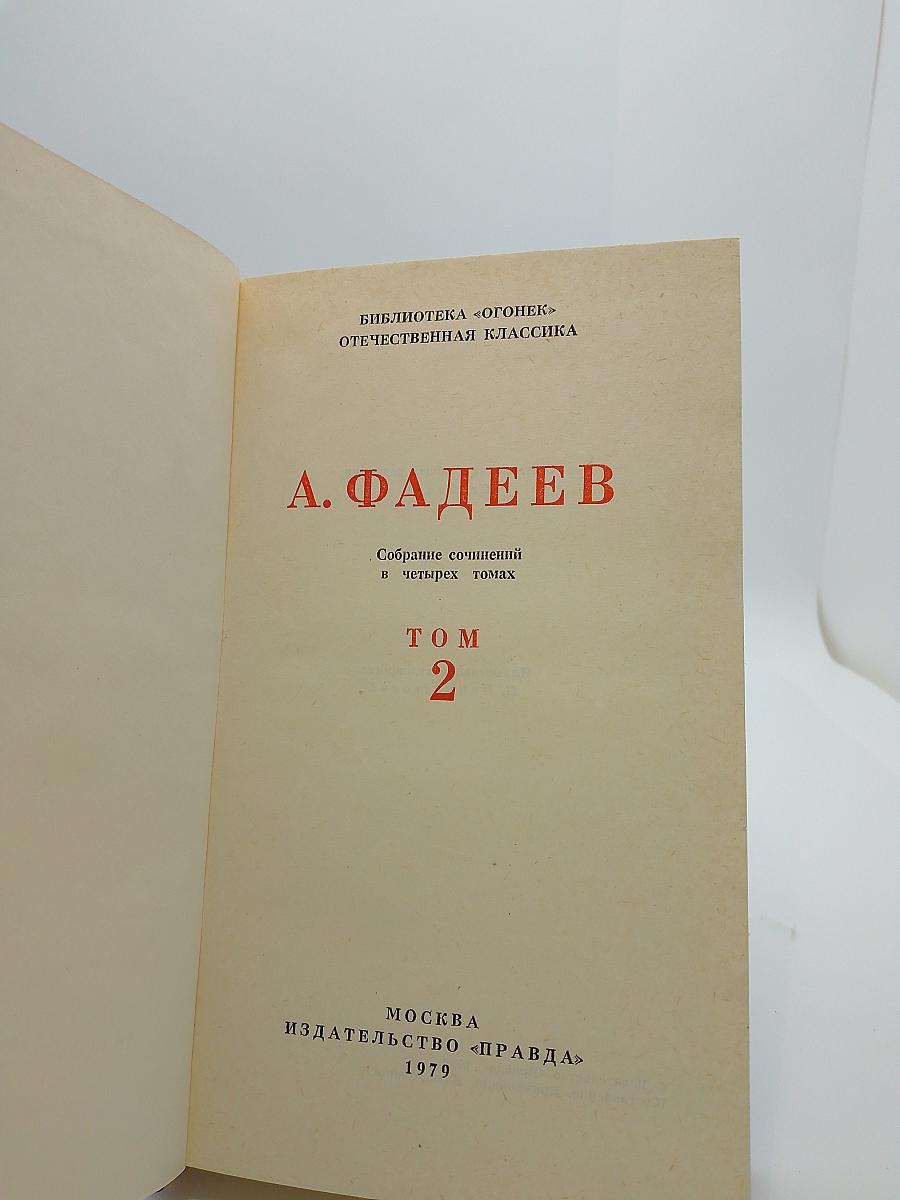 БИБЛИОТЕКА «ОГОНЕК»
ОТЕЧЕСТВЕННАЯ КЛАССИКА
А. ФАДЕЕВ
Собрание сочинений
в четырех томах
ТОМ
2
МОСКВА
ИЗДАТЕЛЬСТВО «ПРАВДА»
1979